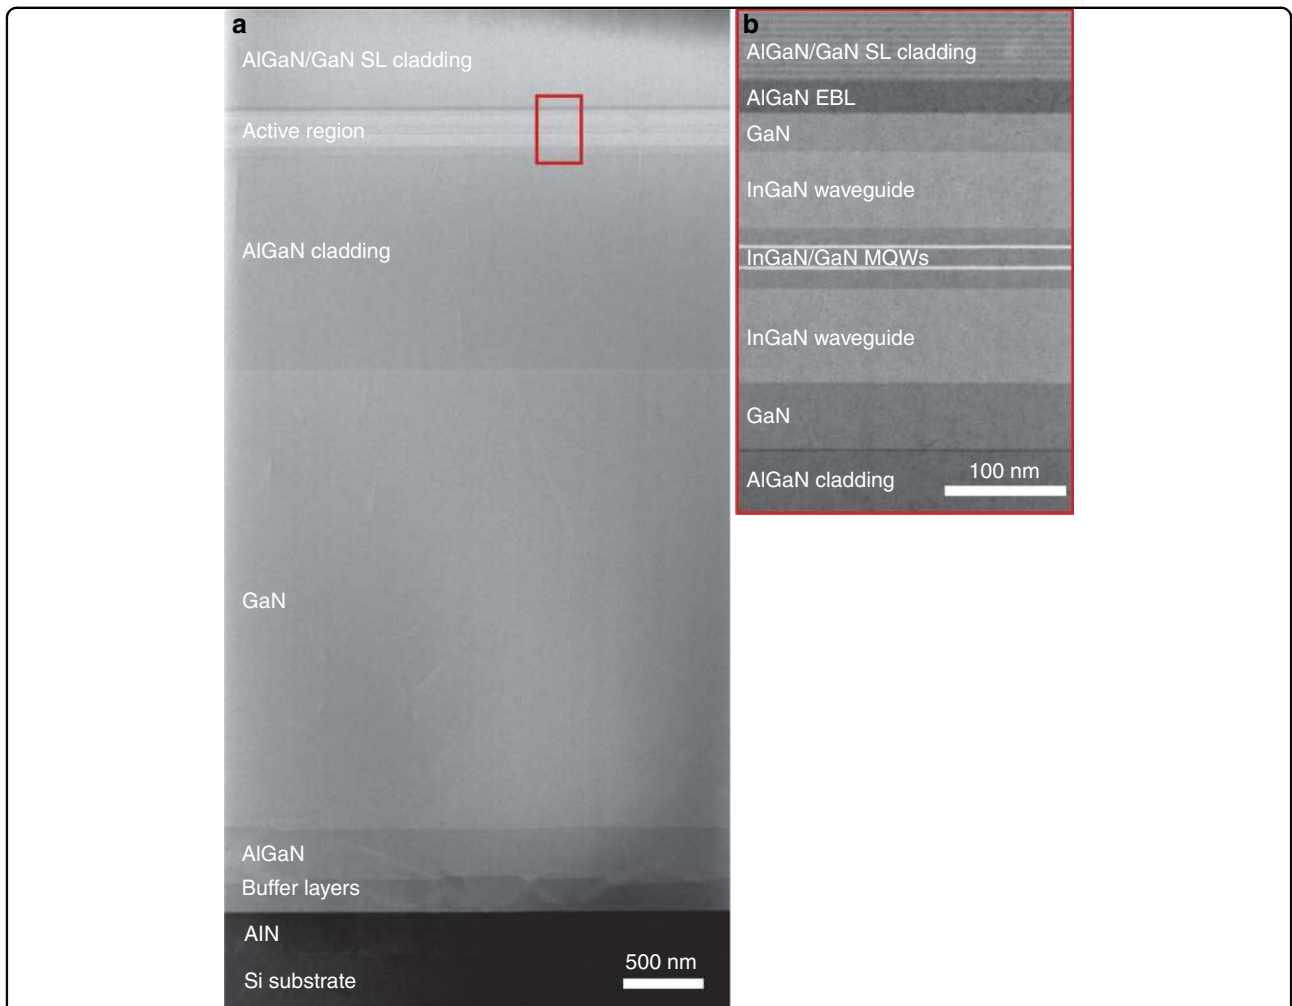 a
AlGaN/GaN SL cladding
Active region
AlGaN cladding
GaN
AlGaN
Buffer layers
AlN
Si substrate
500 nm
b
AlGaN/GaN SL cladding
AlGaN EBL
GaN
InGaN waveguide
InGaN/GaN MQWs
InGaN waveguide
GaN
AlGaN cladding
100 nm